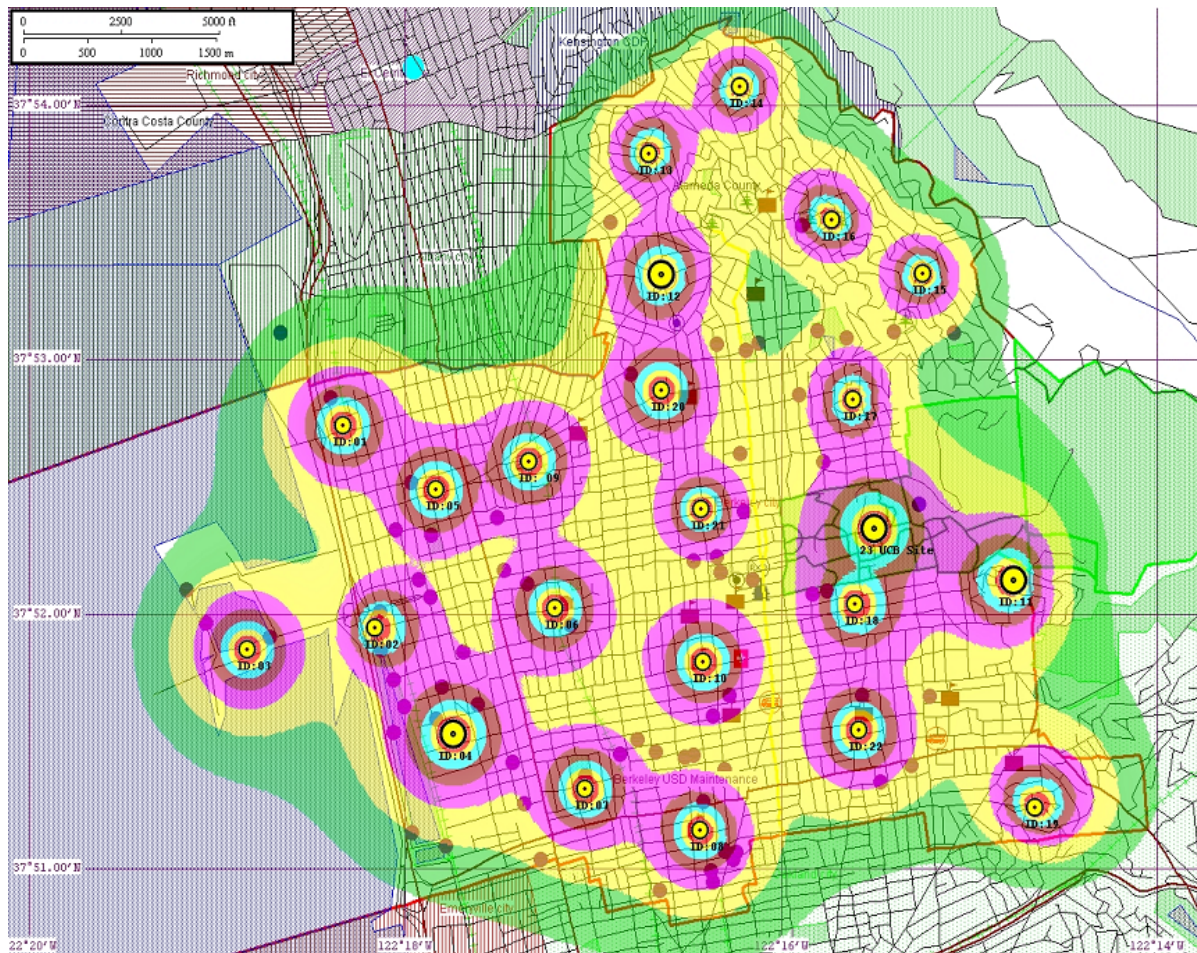 0 2500 5000 ft
0 500 1000 1500 m
Kensington CDP
Richmond city
37°54.00'N
ID:14
Contra Costa County
ID:13
Alameda County
ID:16
ID:15
ID:12
37°53.00'N
ID:20
ID:17
ID:01
ID: 09
ID:05
Berkeley city
ID:21
23 UCB Site
ID:11
37°52.00'N
ID:06
ID:18
ID:02
ID:03
ID:10
ID:04
ID:22
Berkeley USD Maintenance
ID:07
ID:19
ID:08
37°51.00'N
Emeryville city
22°20'W
122°18'W
122°16'W
122°14'W